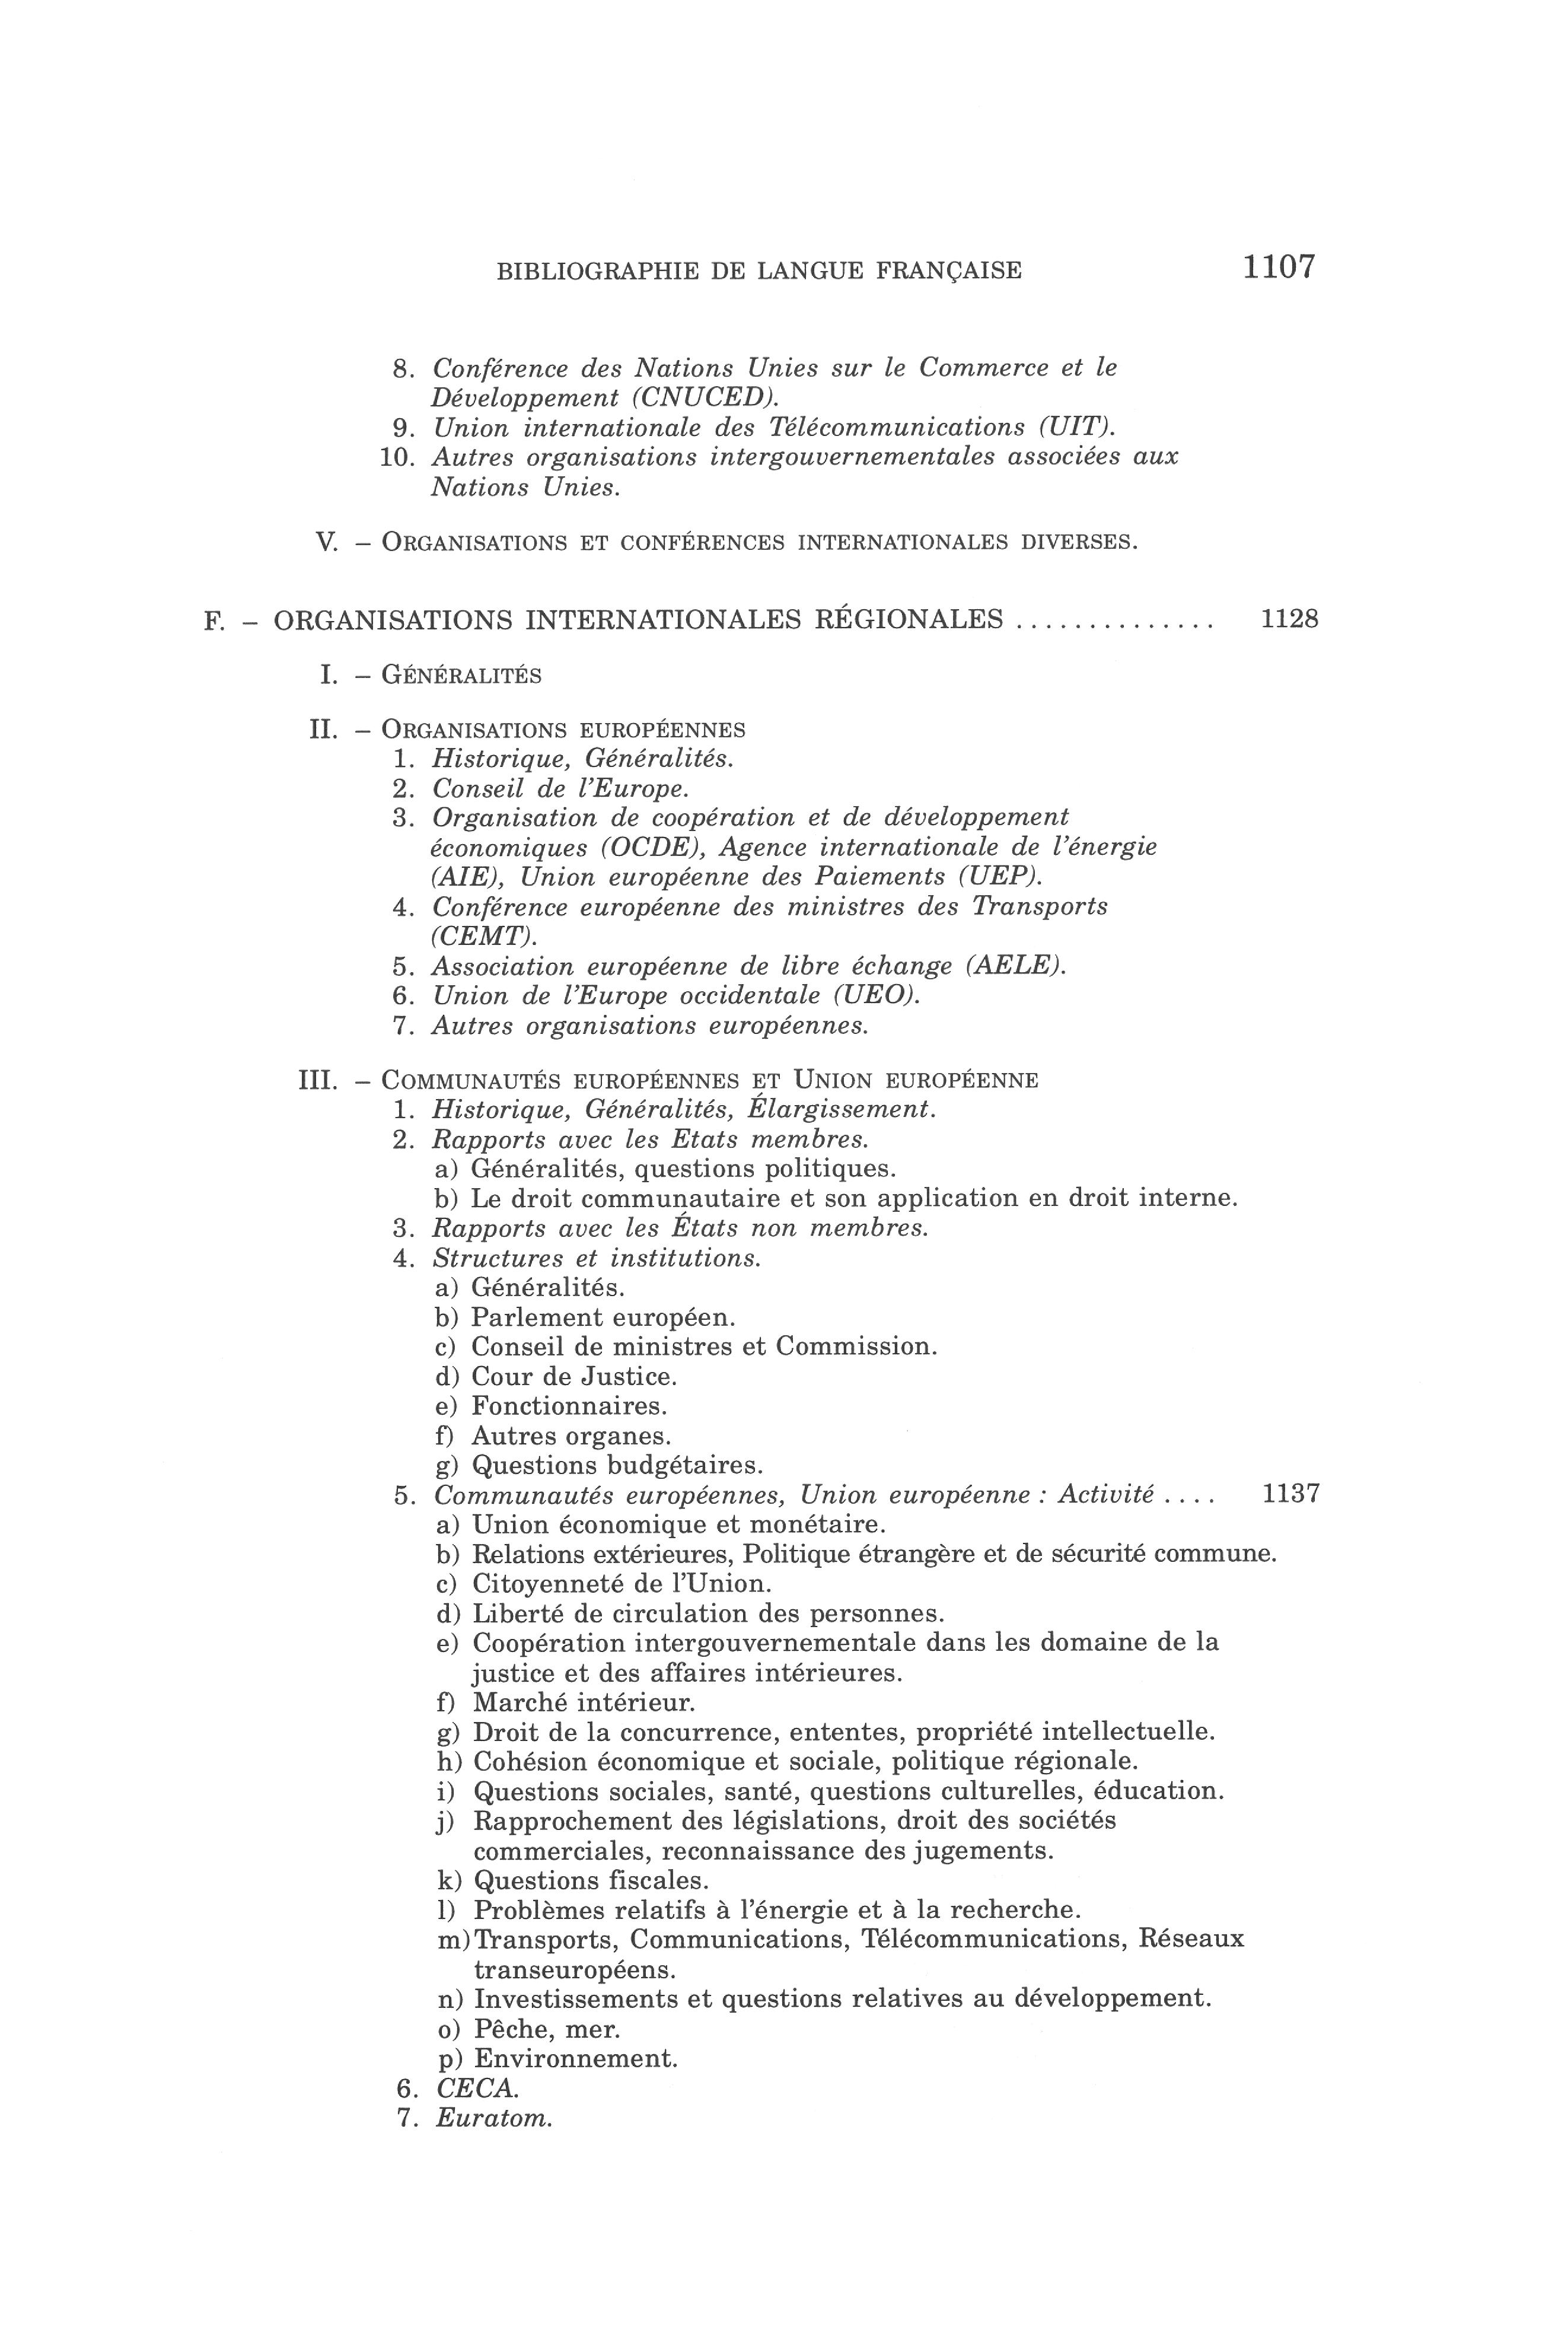 BIBLIOGRAPHIE DE LANGUE FRANÇAISE 1107
8. Conférence des Nations Unies sur le Commerce et le
Développement (CNUCED).
9. Union internationale des Télécommunications (UIT).
10. Autres organisations intergouvernementales associées aux
Nations Unies.
V. – ORGANISATIONS ET CONFÉRENCES INTERNATIONALES DIVERSES.
F. – ORGANISATIONS INTERNATIONALES RÉGIONALES .............. 1128
I. – GÉNÉRALITÉS
II. – ORGANISATIONS EUROPÉENNES
1. Historique, Généralités.
2. Conseil de l'Europe.
3. Organisation de coopération et de développement
économiques (OCDE), Agence internationale de l'énergie
(AIE), Union européenne des Paiements (UEP).
4. Conférence européenne des ministres des Transports
(CEMT).
5. Association européenne de libre échange (AELE).
6. Union de l'Europe occidentale (UEO).
7. Autres organisations européennes.
III. – COMMUNAUTÉS EUROPÉENNES ET UNION EUROPÉENNE
1. Historique, Généralités, Élargissement.
2. Rapports avec les Etats membres.
a) Généralités, questions politiques.
b) Le droit communautaire et son application en droit interne.
3. Rapports avec les États non membres.
4. Structures et institutions.
a) Généralités.
b) Parlement européen.
c) Conseil de ministres et Commission.
d) Cour de Justice.
e) Fonctionnaires.
f) Autres organes.
g) Questions budgétaires.
5. Communautés européennes, Union européenne : Activité .... 1137
a) Union économique et monétaire.
b) Relations extérieures, Politique étrangère et de sécurité commune.
c) Citoyenneté de l'Union.
d) Liberté de circulation des personnes.
e) Coopération intergouvernementale dans les domaine de la
justice et des affaires intérieures.
f) Marché intérieur.
g) Droit de la concurrence, ententes, propriété intellectuelle.
h) Cohésion économique et sociale, politique régionale.
i) Questions sociales, santé, questions culturelles, éducation.
j) Rapprochement des législations, droit des sociétés
commerciales, reconnaissance des jugements.
k) Questions fiscales.
l) Problèmes relatifs à l'énergie et à la recherche.
m) Transports, Communications, Télécommunications, Réseaux
transeuropéens.
n) Investissements et questions relatives au développement.
o) Pêche, mer.
p) Environnement.
6. CECA.
7. Euratom.